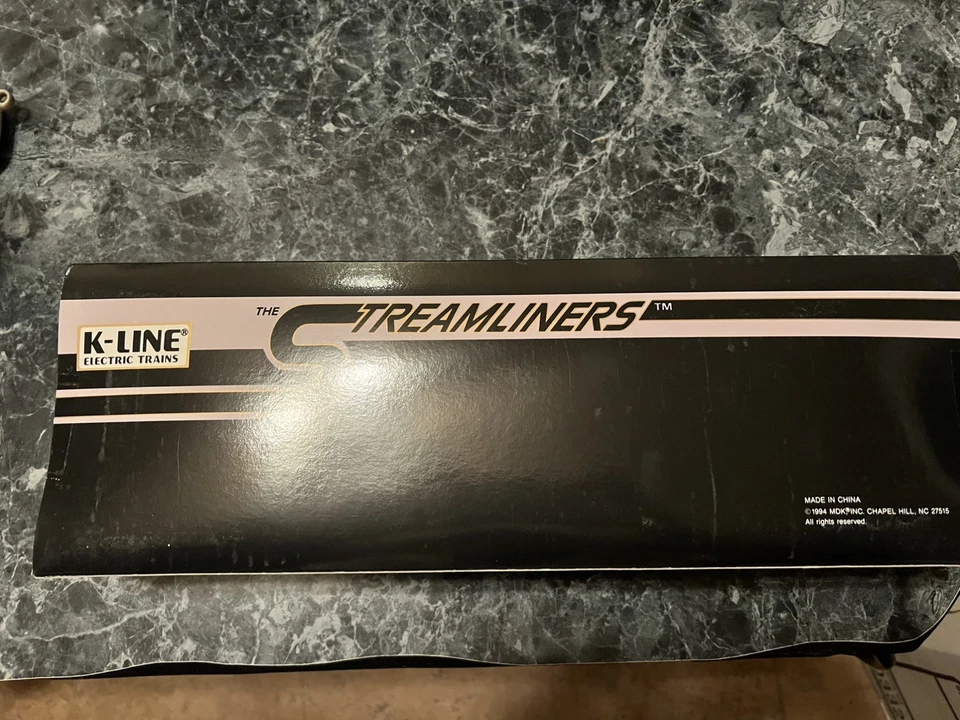 THE STREAMLINERS™
K-LINE®
ELECTRIC TRAINS
MADE IN CHINA
©1994 MDK®INC. CHAPEL HILL, NC 27515
All rights reserved.